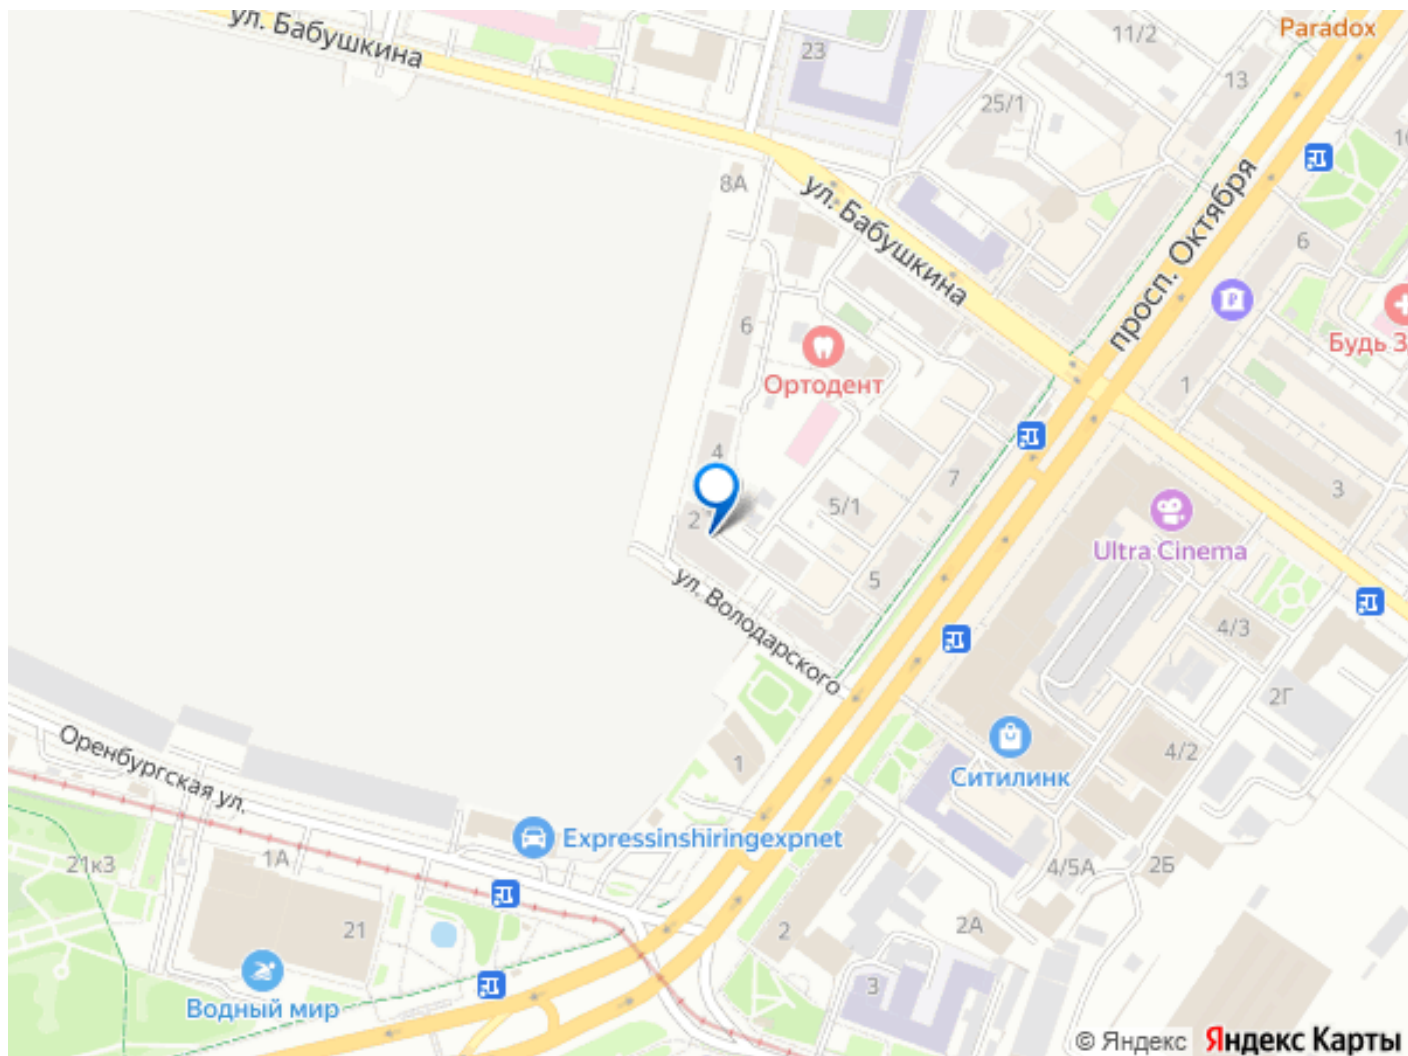 Paradox
ул. Бабушкина
11/2
23
13
25/1
8А
ул. Бабушкина
просп. Октября
6
6
Будь З
Ортодент
1
4
7
3
2
5/1
Ultra Cinema
5
ул. Володарского
4/3
2Г
1
4/2
Оренбургская ул.
Ситилинк
Expressinshiringexpnet
21к3
1А
4/5А
2Б
21
2
2А
3
Водный мир
© Яндекс Яндекс Карты